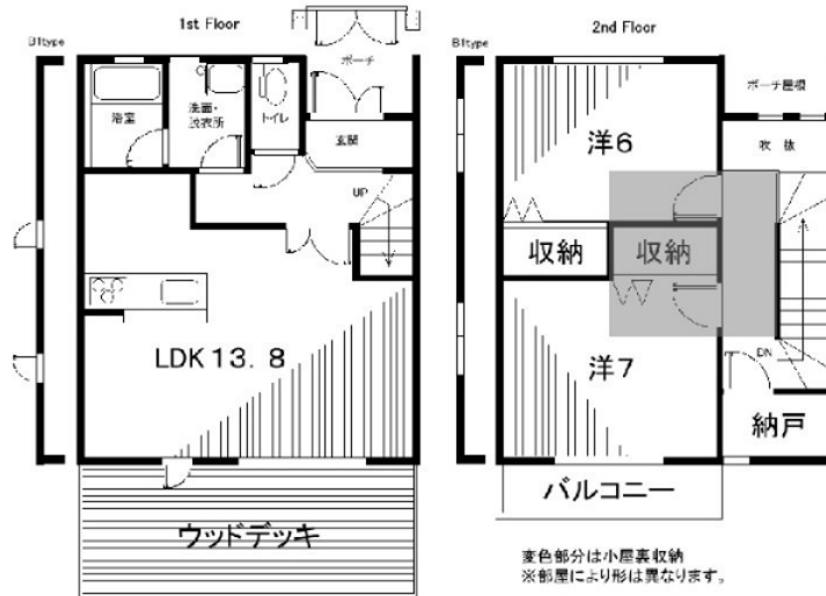 1st Floor
B1type
ポーチ
浴室
洗面・
脱衣所
トイレ
玄関
UP
LDK 13.8
ウッドデッキ
2nd Floor
B1type
ポーチ屋根
洋6
吹抜
収納
収納
洋7
DN
納戸
バルコニー
変色部分は小屋裏収納
※部屋により形は異なります。